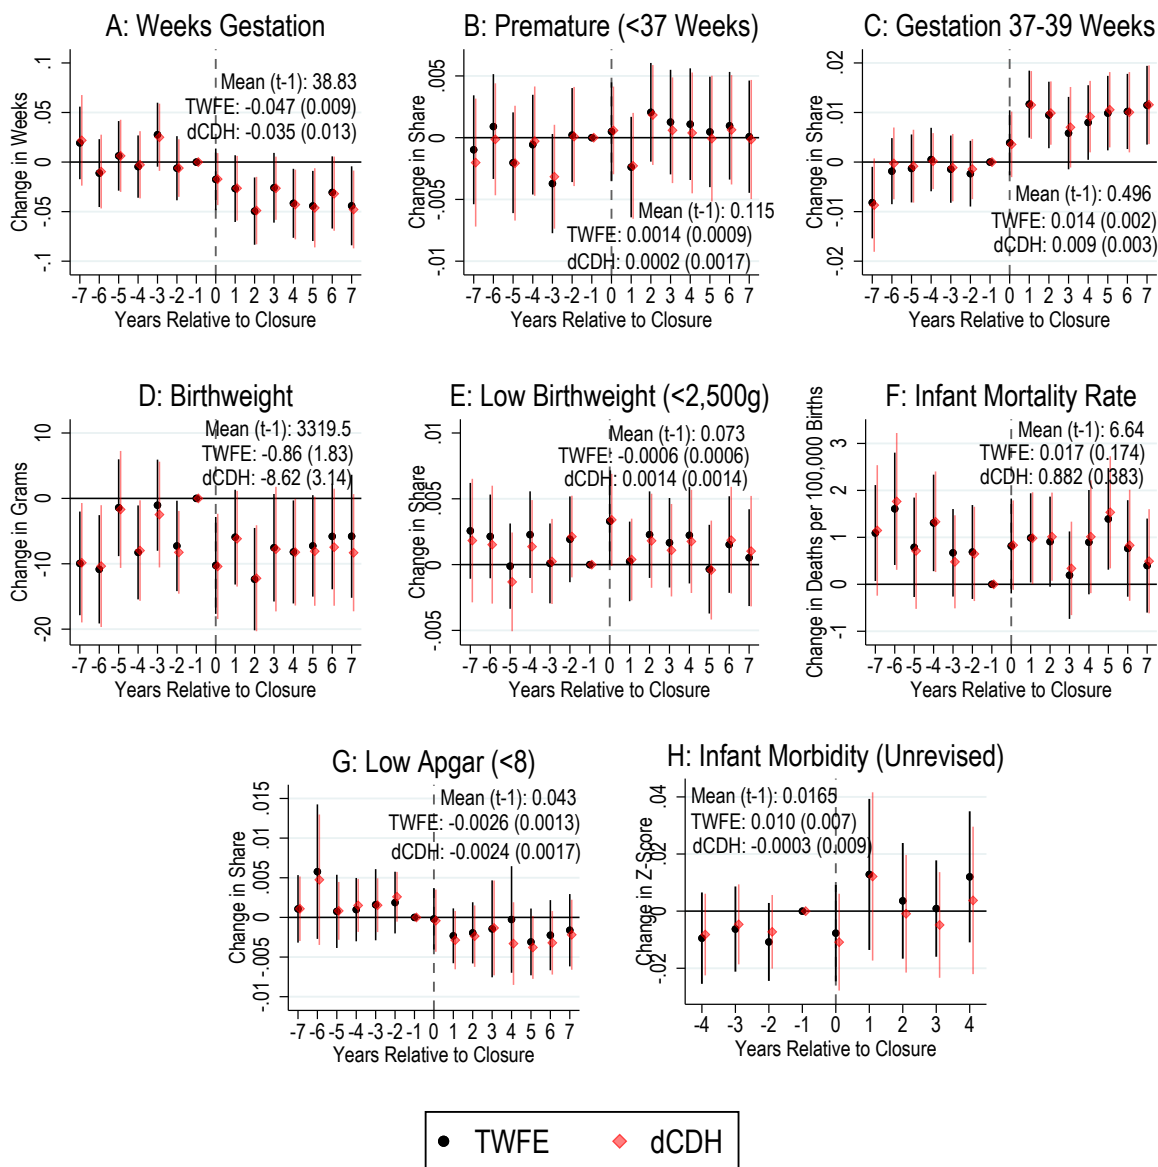 A: Weeks Gestation
Mean (t-1): 38.83
TWFE: -0.047 (0.009)
dCDH: -0.035 (0.013)
Change in Weeks
.1
.05
0
-.05
-.1
-7 -6 -5 -4 -3 -2 -1 0 1 2 3 4 5 6 7
Years Relative to Closure
B: Premature (<37 Weeks)
Mean (t-1): 0.115
TWFE: 0.0014 (0.0009)
dCDH: 0.0002 (0.0017)
Change in Share
.005
0
-.005
-.01
-7 -6 -5 -4 -3 -2 -1 0 1 2 3 4 5 6 7
Years Relative to Closure
C: Gestation 37-39 Weeks
Mean (t-1): 0.496
TWFE: 0.014 (0.002)
dCDH: 0.009 (0.003)
Change in Share
.02
.01
0
-.01
-.02
-7 -6 -5 -4 -3 -2 -1 0 1 2 3 4 5 6 7
Years Relative to Closure
D: Birthweight
Mean (t-1): 3319.5
TWFE: -0.86 (1.83)
dCDH: -8.62 (3.14)
Change in Grams
10
0
-10
-20
-7 -6 -5 -4 -3 -2 -1 0 1 2 3 4 5 6 7
Years Relative to Closure
E: Low Birthweight (<2,500g)
Mean (t-1): 0.073
TWFE: -0.0006 (0.0006)
dCDH: 0.0014 (0.0014)
Change in Share
.01
.005
0
-.005
-7 -6 -5 -4 -3 -2 -1 0 1 2 3 4 5 6 7
Years Relative to Closure
F: Infant Mortality Rate
Mean (t-1): 6.64
TWFE: 0.017 (0.174)
dCDH: 0.882 (0.383)
Change in Deaths per 100,000 Births
3
2
1
0
-1
-7 -6 -5 -4 -3 -2 -1 0 1 2 3 4 5 6 7
Years Relative to Closure
G: Low Apgar (<8)
Mean (t-1): 0.043
TWFE: -0.0026 (0.0013)
dCDH: -0.0024 (0.0017)
Change in Share
.015
.01
.005
0
-.005
-.01
-7 -6 -5 -4 -3 -2 -1 0 1 2 3 4 5 6 7
Years Relative to Closure
H: Infant Morbidity (Unrevised)
Mean (t-1): 0.0165
TWFE: 0.010 (0.007)
dCDH: -0.0003 (0.009)
Change in Z-Score
.04
.02
0
-.02
-4 -3 -2 -1 0 1 2 3 4
Years Relative to Closure
TWFE dCDH